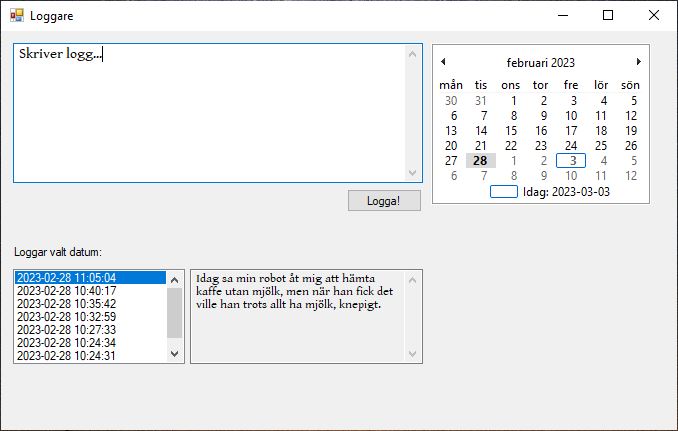 Loggare
Skriver logg...
Logga!
februari 2023
mån tis ons tor fre lör sön
30 31 1 2 3 4 5
6 7 8 9 10 11 12
13 14 15 16 17 18 19
20 21 22 23 24 25 26
27 28 1 2 3 4 5
6 7 8 9 10 11 12
Idag: 2023-03-03
Loggar valt datum:
2023-02-28 11:05:04
2023-02-28 10:40:17
2023-02-28 10:35:42
2023-02-28 10:32:59
2023-02-28 10:27:33
2023-02-28 10:24:34
2023-02-28 10:24:31
Idag sa min robot åt mig att hämta
kaffe utan mjölk, men när han fick det
ville han trots allt ha mjölk, knepigt.